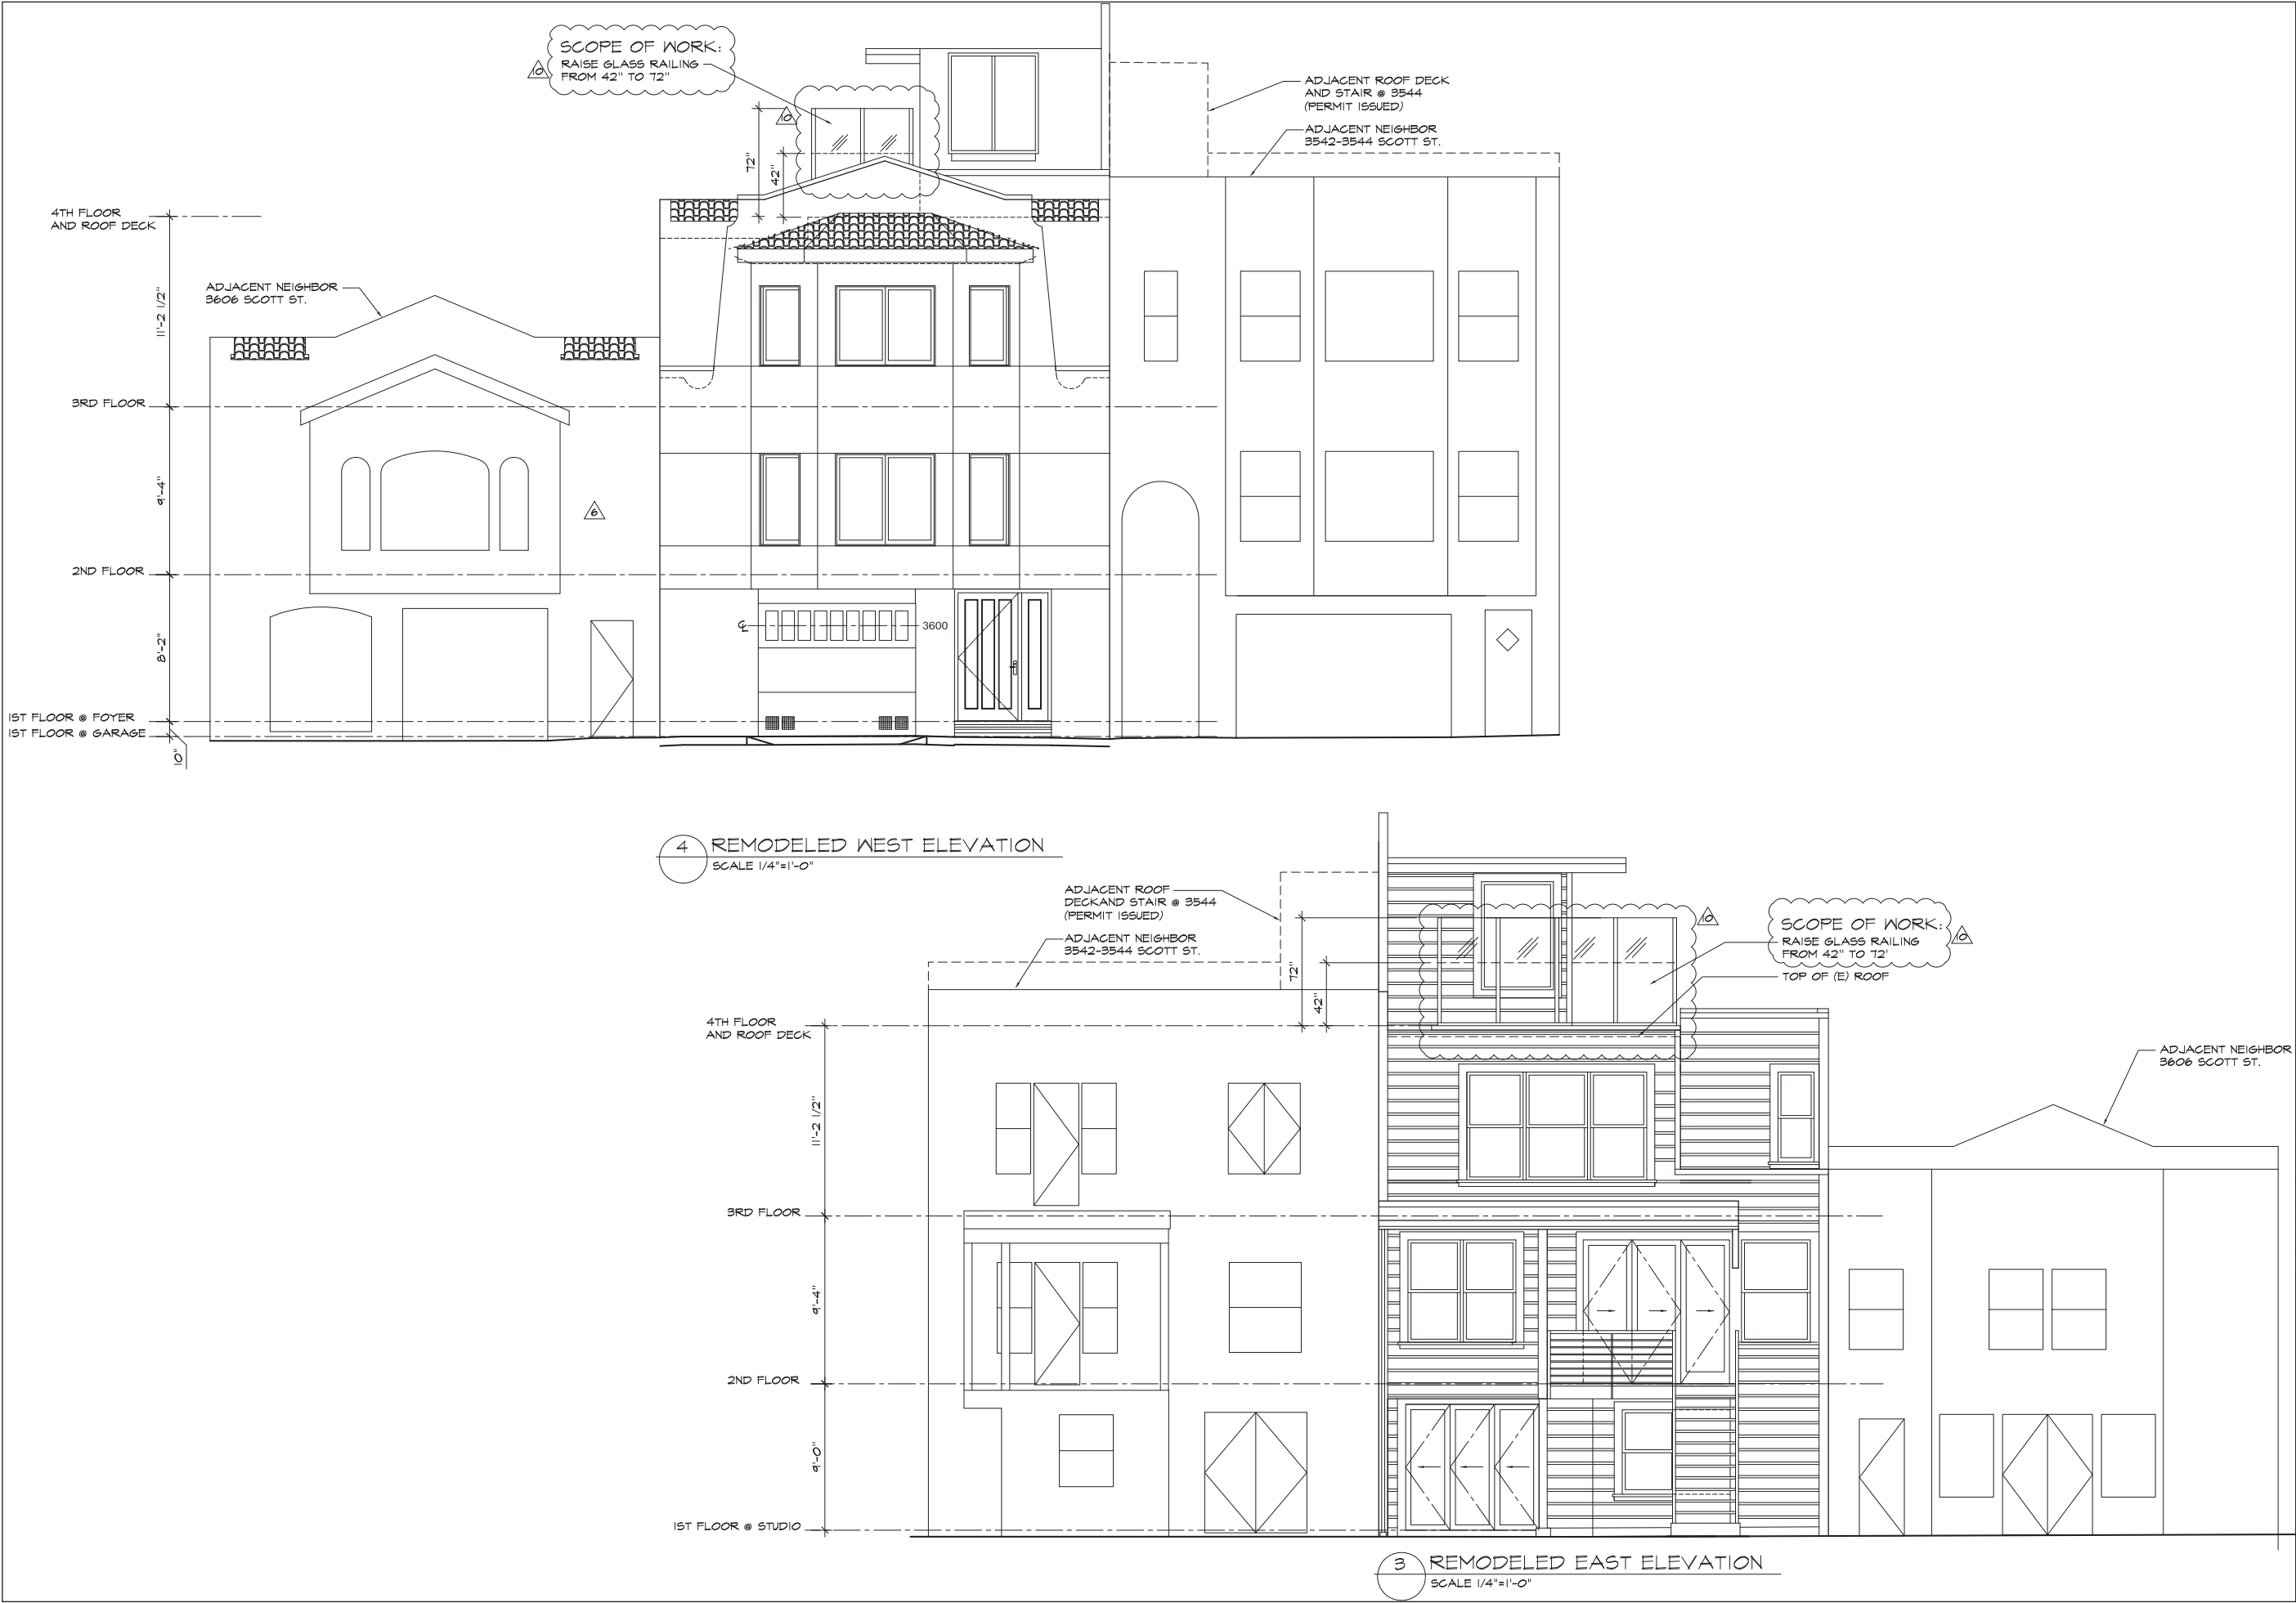 SCOPE OF WORK:
RAISE GLASS RAILING
FROM 42" TO 72"
10
10
72"
42"
ADJACENT ROOF DECK
AND STAIR @ 3544
(PERMIT ISSUED)
ADJACENT NEIGHBOR
3542-3544 SCOTT ST.
4TH FLOOR
AND ROOF DECK
11'-2 1/2"
ADJACENT NEIGHBOR
3606 SCOTT ST.
3RD FLOOR
9'-4"
6
2ND FLOOR
8'-2"
℄
3600
1ST FLOOR @ FOYER
1ST FLOOR @ GARAGE
10"
4
REMODELED WEST ELEVATION
SCALE 1/4"=1'-0"
ADJACENT ROOF
DECKAND STAIR @ 3544
(PERMIT ISSUED)
ADJACENT NEIGHBOR
3542-3544 SCOTT ST.
72"
42"
10
SCOPE OF WORK:
RAISE GLASS RAILING
FROM 42" TO 72'
10
TOP OF (E) ROOF
4TH FLOOR
AND ROOF DECK
ADJACENT NEIGHBOR
3606 SCOTT ST.
11'-2 1/2"
3RD FLOOR
9'-4"
2ND FLOOR
9'-0"
1ST FLOOR @ STUDIO
3
REMODELED EAST ELEVATION
SCALE 1/4"=1'-0"